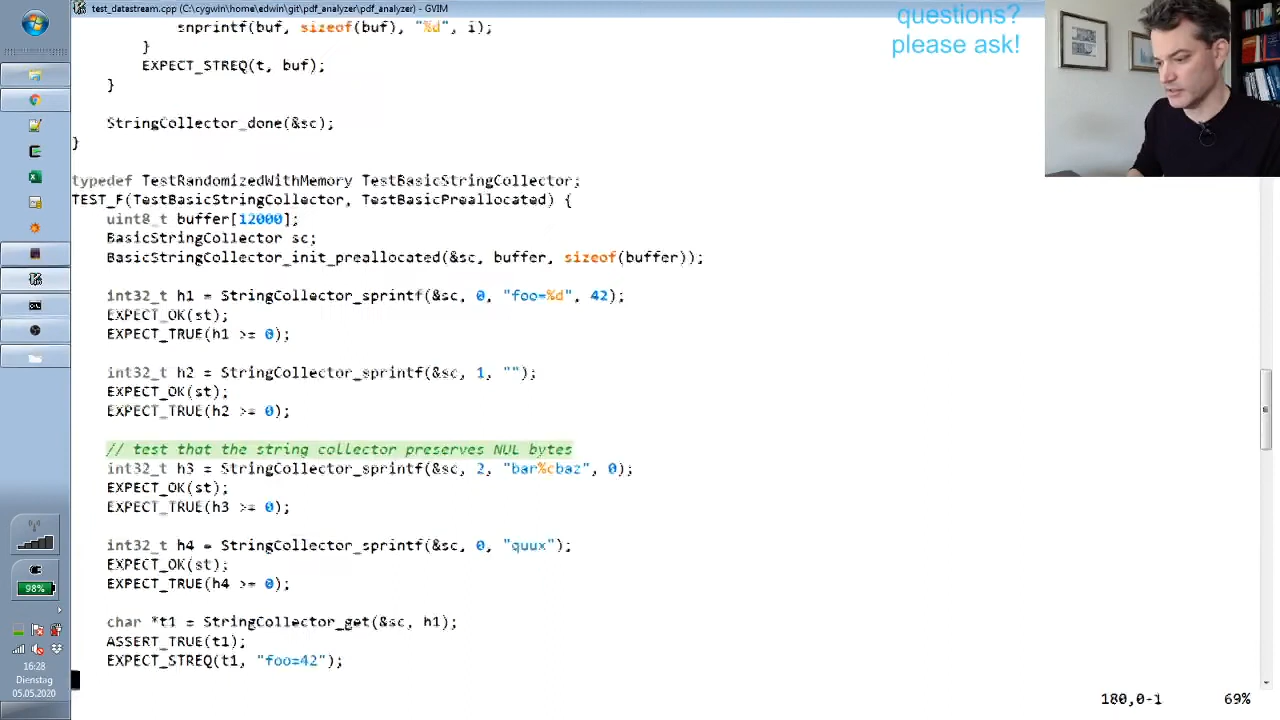 test_datastream.cpp (C:\cygwin\home\edwin\git\pdf_analyzer\pdf_analyzer) - GVIM
questions?
please ask!
snprintf(buf, sizeof(buf), "%d", i);
}
EXPECT_STREQ(t, buf);
}
StringCollector_done(&sc);
}
typedef TestRandomizedWithMemory TestBasicStringCollector;
TEST_F(TestBasicStringCollector, TestBasicPreallocated) {
uint8_t buffer[12000];
BasicStringCollector sc;
BasicStringCollector_init_preallocated(&sc, buffer, sizeof(buffer));
int32_t h1 = StringCollector_sprintf(&sc, 0, "foo=%d", 42);
EXPECT_OK(st);
EXPECT_TRUE(h1 >= 0);
int32_t h2 = StringCollector_sprintf(&sc, 1, "");
EXPECT_OK(st);
EXPECT_TRUE(h2 >= 0);
// test that the string collector preserves NUL bytes
int32_t h3 = StringCollector_sprintf(&sc, 2, "bar%cbaz", 0);
EXPECT_OK(st);
EXPECT_TRUE(h3 >= 0);
int32_t h4 = StringCollector_sprintf(&sc, 0, "quux");
EXPECT_OK(st);
EXPECT_TRUE(h4 >= 0);
char *t1 = StringCollector_get(&sc, h1);
ASSERT_TRUE(t1);
EXPECT_STREQ(t1, "foo=42");
98%
16:28
Dienstag
05.05.2020
180,0-1 69%